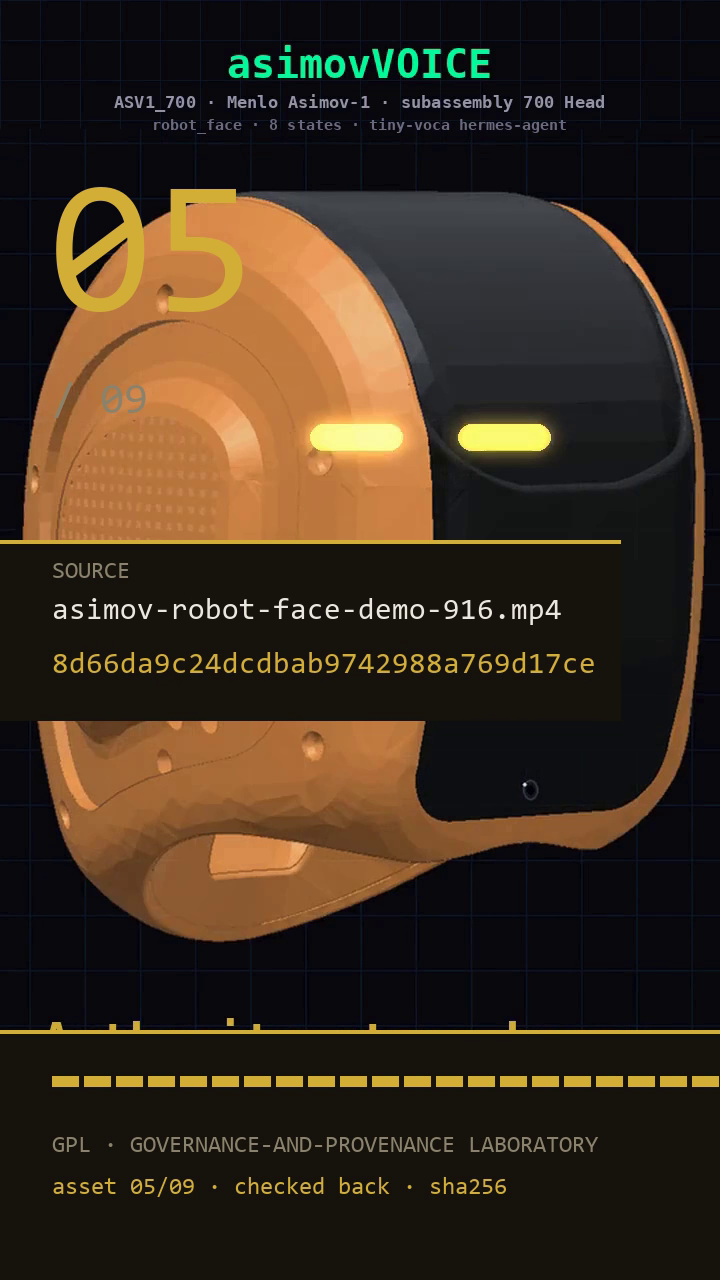 asimovVOICE
ASV1_700 · Menlo Asimov-1 · subassembly 700 Head
robot_face · 8 states · tiny-voca hermes-agent
05
/ 09
SOURCE
asimov-robot-face-demo-916.mp4
8d66da9c24dcdbab9742988a769d17ce
GPL · GOVERNANCE-AND-PROVENANCE LABORATORY
asset 05/09 · checked back · sha256